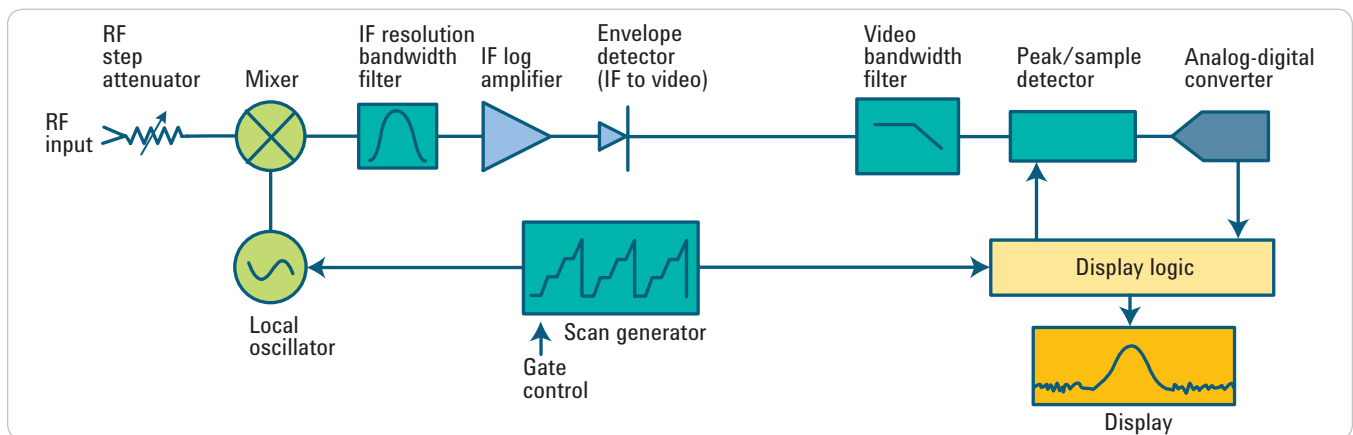 RF
step
attenuator
Mixer
IF resolution
bandwidth
filter
IF log
amplifier
Envelope
detector
(IF to video)
Video
bandwidth
filter
Peak/sample
detector
Analog-digital
converter
RF
input
Local
oscillator
Scan generator
Gate
control
Display logic
Display